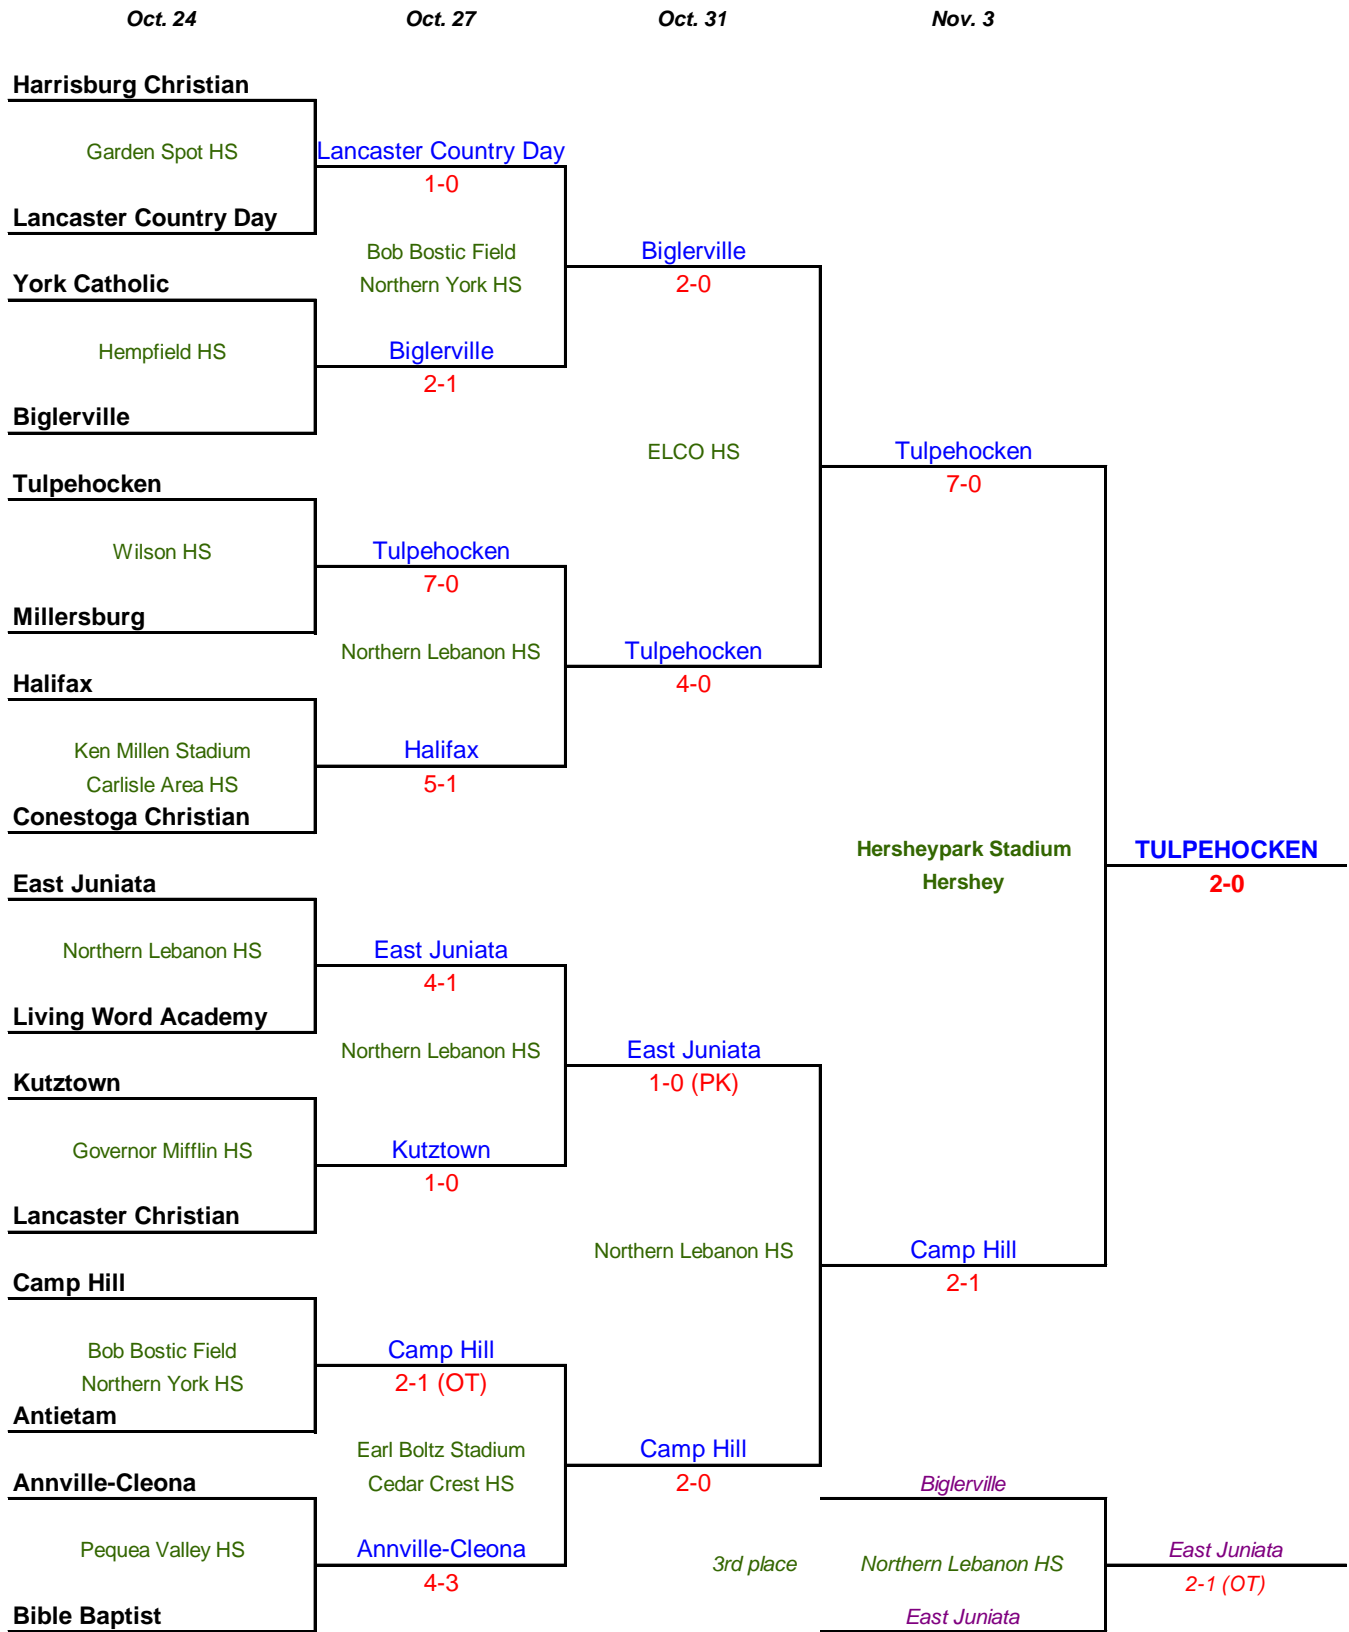 Oct. 24 Oct. 27 Oct. 31 Nov. 3
Harrisburg Christian
Garden Spot HS
Lancaster Country Day
1-0
Lancaster Country Day
Bob Bostic Field
Northern York HS
Biglerville
2-0
York Catholic
Hempfield HS
Biglerville
2-1
Biglerville
ELCO HS
Tulpehocken
7-0
Tulpehocken
Wilson HS
Tulpehocken
7-0
Millersburg
Northern Lebanon HS
Tulpehocken
4-0
Halifax
Ken Millen Stadium
Carlisle Area HS
Halifax
5-1
Conestoga Christian
Hersheypark Stadium
Hershey
TULPEHOCKEN
2-0
East Juniata
Northern Lebanon HS
East Juniata
4-1
Living Word Academy
Northern Lebanon HS
East Juniata
1-0 (PK)
Kutztown
Governor Mifflin HS
Kutztown
1-0
Lancaster Christian
Northern Lebanon HS
Camp Hill
2-1
Camp Hill
Bob Bostic Field
Northern York HS
Camp Hill
2-1 (OT)
Antietam
Earl Boltz Stadium
Cedar Crest HS
Camp Hill
2-0
Annville-Cleona
Pequea Valley HS
Annville-Cleona
4-3
Bible Baptist
Biglerville
3rd place
Northern Lebanon HS
East Juniata
2-1 (OT)
East Juniata